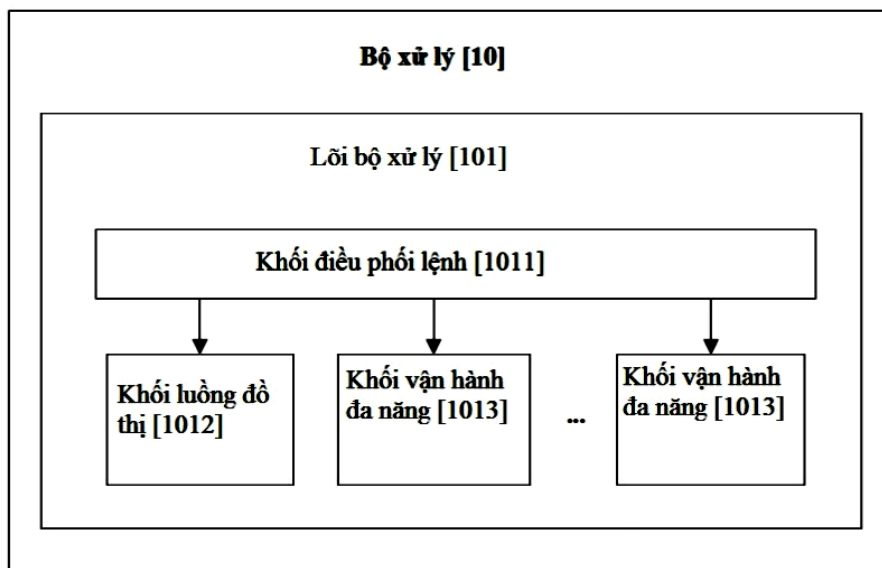 Bộ xử lý [10]
Lõi bộ xử lý [101]
Khối điều phối lệnh [1011]
Khối luồng đồ
thị [1012]
Khối vận hành
đa năng [1013]
...
Khối vận hành
đa năng [1013]